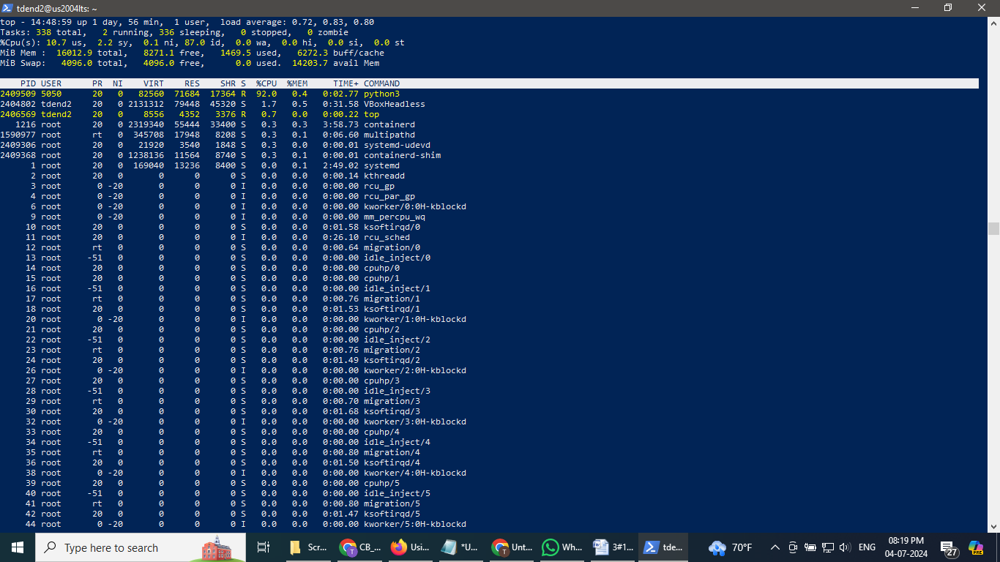 tdend2@us2004lts: ~
top - 14:48:59 up 1 day, 56 min,  1 user,  load average: 0.72, 0.83, 0.80
Tasks: 338 total,   2 running, 336 sleeping,   0 stopped,   0 zombie
%Cpu(s): 10.7 us,  2.2 sy,  0.1 ni, 87.0 id,  0.0 wa,  0.0 hi,  0.0 si,  0.0 st
MiB Mem :  16012.9 total,   8271.1 free,   1469.5 used,   6272.3 buff/cache
MiB Swap:   4096.0 total,   4096.0 free,      0.0 used.  14203.7 avail Mem
PID USER      PR  NI    VIRT    RES    SHR S  %CPU  %MEM     TIME+ COMMAND
2409509 5050      20   0   82560  71684  17364 R  92.0   0.4   0:02.77 python3
2404802 tdend2    20   0 2131312  79448  45320 S   1.7   0.5   0:31.58 VBoxHeadless
2406569 tdend2    20   0    8556   4352   3376 R   0.7   0.0   0:00.22 top
1216 root      20   0 2319340  55444  33400 S   0.3   0.3   3:58.73 containerd
1590977 root      rt   0  345708  17948   8208 S   0.3   0.1   0:06.60 multipathd
2409306 root      20   0   21920   3540   1848 S   0.3   0.0   0:00.01 systemd-udevd
2409368 root      20   0 1238136  11564   8740 S   0.3   0.1   0:00.01 containerd-shim
1 root      20   0  169040  13236   8400 S   0.0   0.1   2:49.02 systemd
2 root      20   0       0      0      0 S   0.0   0.0   0:00.14 kthreadd
3 root       0 -20       0      0      0 I   0.0   0.0   0:00.00 rcu_gp
4 root       0 -20       0      0      0 I   0.0   0.0   0:00.00 rcu_par_gp
6 root       0 -20       0      0      0 I   0.0   0.0   0:00.00 kworker/0:0H-kblockd
9 root       0 -20       0      0      0 I   0.0   0.0   0:00.00 mm_percpu_wq
10 root      20   0       0      0      0 S   0.0   0.0   0:01.58 ksoftirqd/0
11 root      20   0       0      0      0 I   0.0   0.0   0:26.10 rcu_sched
12 root      rt   0       0      0      0 S   0.0   0.0   0:00.64 migration/0
13 root     -51   0       0      0      0 S   0.0   0.0   0:00.00 idle_inject/0
14 root      20   0       0      0      0 S   0.0   0.0   0:00.00 cpuhp/0
15 root      20   0       0      0      0 S   0.0   0.0   0:00.00 cpuhp/1
16 root     -51   0       0      0      0 S   0.0   0.0   0:00.00 idle_inject/1
17 root      rt   0       0      0      0 S   0.0   0.0   0:00.76 migration/1
18 root      20   0       0      0      0 S   0.0   0.0   0:01.53 ksoftirqd/1
20 root       0 -20       0      0      0 I   0.0   0.0   0:00.00 kworker/1:0H-kblockd
21 root      20   0       0      0      0 S   0.0   0.0   0:00.00 cpuhp/2
22 root     -51   0       0      0      0 S   0.0   0.0   0:00.00 idle_inject/2
23 root      rt   0       0      0      0 S   0.0   0.0   0:00.76 migration/2
24 root      20   0       0      0      0 S   0.0   0.0   0:01.49 ksoftirqd/2
26 root       0 -20       0      0      0 I   0.0   0.0   0:00.00 kworker/2:0H-kblockd
27 root      20   0       0      0      0 S   0.0   0.0   0:00.00 cpuhp/3
28 root     -51   0       0      0      0 S   0.0   0.0   0:00.00 idle_inject/3
29 root      rt   0       0      0      0 S   0.0   0.0   0:00.70 migration/3
30 root      20   0       0      0      0 S   0.0   0.0   0:01.68 ksoftirqd/3
32 root       0 -20       0      0      0 I   0.0   0.0   0:00.00 kworker/3:0H-kblockd
33 root      20   0       0      0      0 S   0.0   0.0   0:00.00 cpuhp/4
34 root     -51   0       0      0      0 S   0.0   0.0   0:00.00 idle_inject/4
35 root      rt   0       0      0      0 S   0.0   0.0   0:00.80 migration/4
36 root      20   0       0      0      0 S   0.0   0.0   0:01.50 ksoftirqd/4
38 root       0 -20       0      0      0 I   0.0   0.0   0:00.00 kworker/4:0H-kblockd
39 root      20   0       0      0      0 S   0.0   0.0   0:00.00 cpuhp/5
40 root     -51   0       0      0      0 S   0.0   0.0   0:00.00 idle_inject/5
41 root      rt   0       0      0      0 S   0.0   0.0   0:00.80 migration/5
42 root      20   0       0      0      0 S   0.0   0.0   0:01.47 ksoftirqd/5
44 root       0 -20       0      0      0 I   0.0   0.0   0:00.00 kworker/5:0H-kblockd
Type here to search
Scr...
CB_...
Usi...
*U...
Unt...
Wh...
3#1...
tde...
70°F
ENG
08:19 PM
04-07-2024
27
PRE